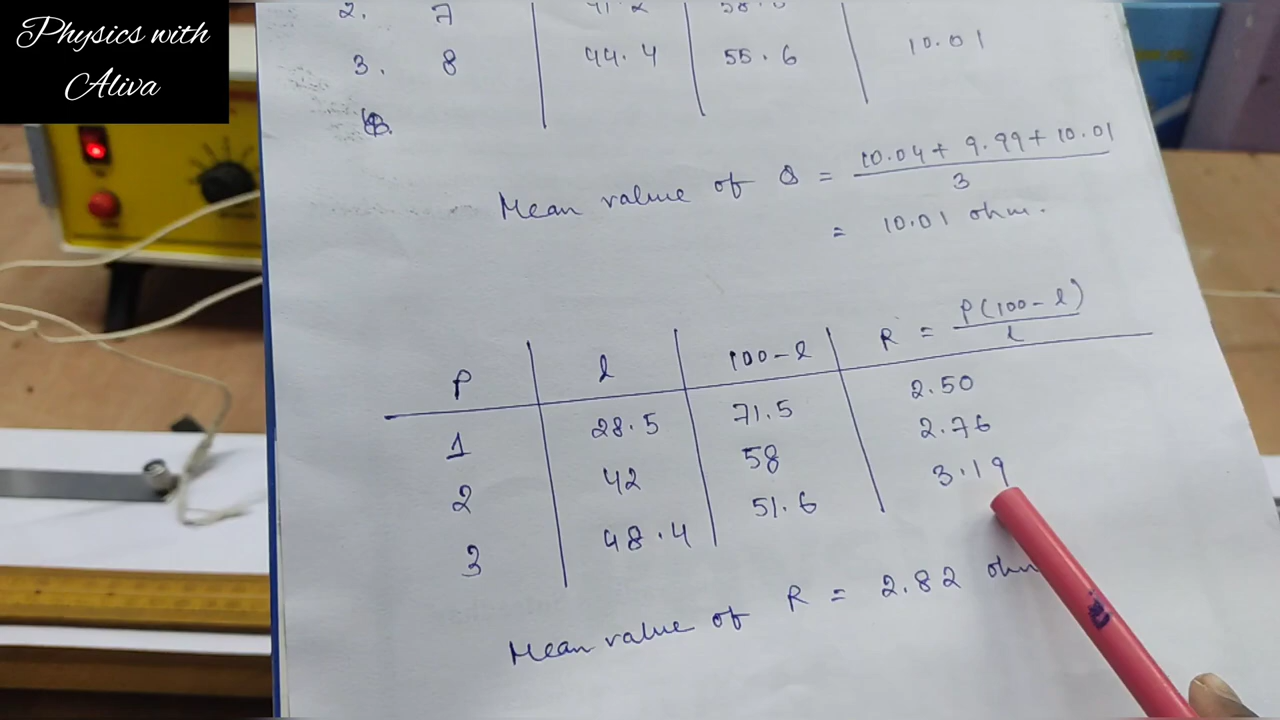 Physics with
Aliva
2. 7
3. 8 44.4 55.6 10.01
Mean value of Q = 10.04 + 9.99 + 10.01
3
= 10.01 ohm.
P l 100-l R = P(100-l)
l
1 28.5 71.5 2.50
2 42 58 2.76
3 48.4 51.6 3.19
Mean value of R = 2.82 ohm